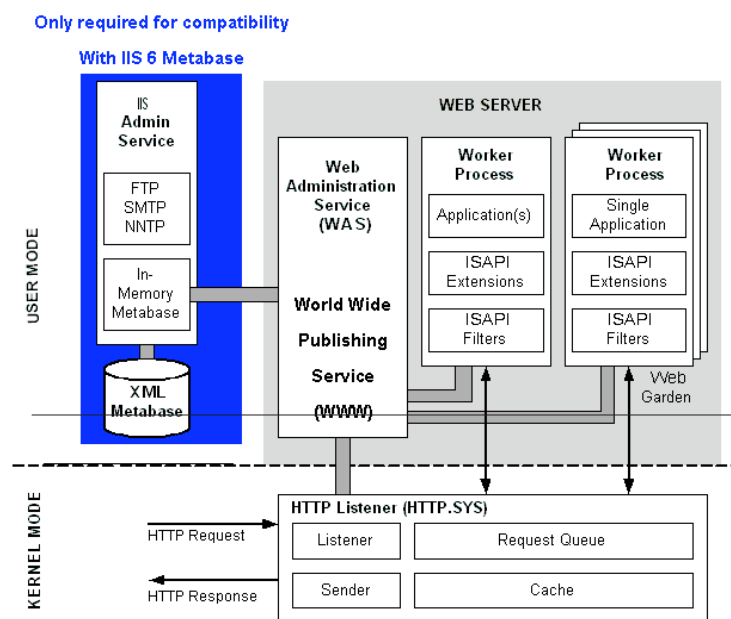 Only required for compatibility
With IIS 6 Metabase
IIS
Admin
Service
FTP
SMTP
NNTP
In-
Memory
Metabase
XML
Metabase
USER MODE
WEB SERVER
Web
Administration
Service
(WAS)
World Wide
Publishing
Service
(WWW)
Worker
Process
Application(s)
ISAPI
Extensions
ISAPI
Filters
Worker
Process
Single
Application
ISAPI
Extensions
ISAPI
Filters
Web
Garden
KERNEL MODE
HTTP Request
HTTP Response
HTTP Listener (HTTP.SYS)
Listener
Request Queue
Sender
Cache